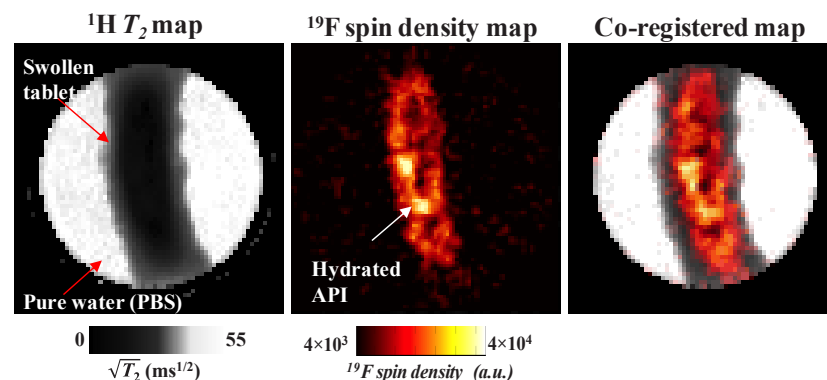 ¹H T₂ map
¹⁹F spin density map
Co-registered map
Swollen
tablet
Hydrated
API
Pure water (PBS)
0
55
√T₂ (ms¹/²)
4×10³
4×10⁴
¹⁹F spin density (a.u.)